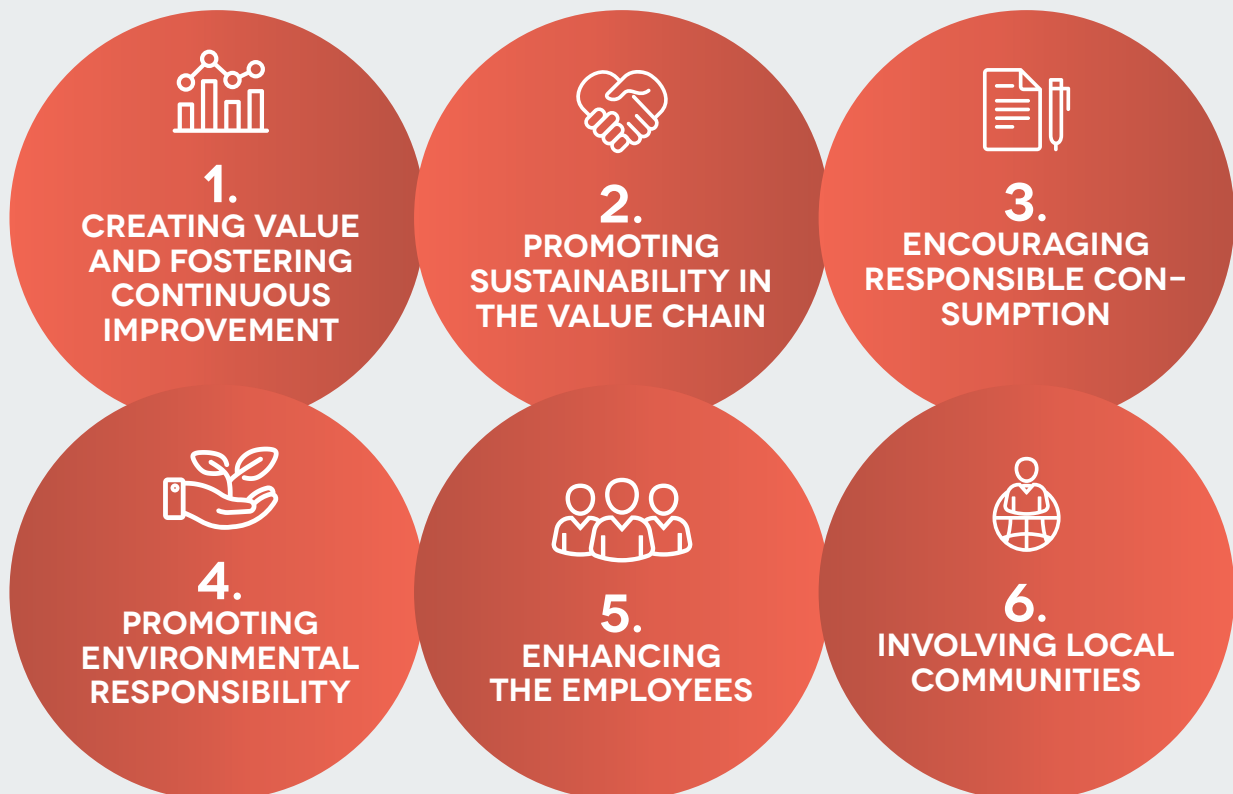 1.
CREATING VALUE
AND FOSTERING
CONTINUOUS
IMPROVEMENT
2.
PROMOTING
SUSTAINABILITY IN
THE VALUE CHAIN
3.
ENCOURAGING
RESPONSIBLE CON-
SUMPTION
4.
PROMOTING
ENVIRONMENTAL
RESPONSIBILITY
5.
ENHANCING
THE EMPLOYEES
6.
INVOLVING LOCAL
COMMUNITIES